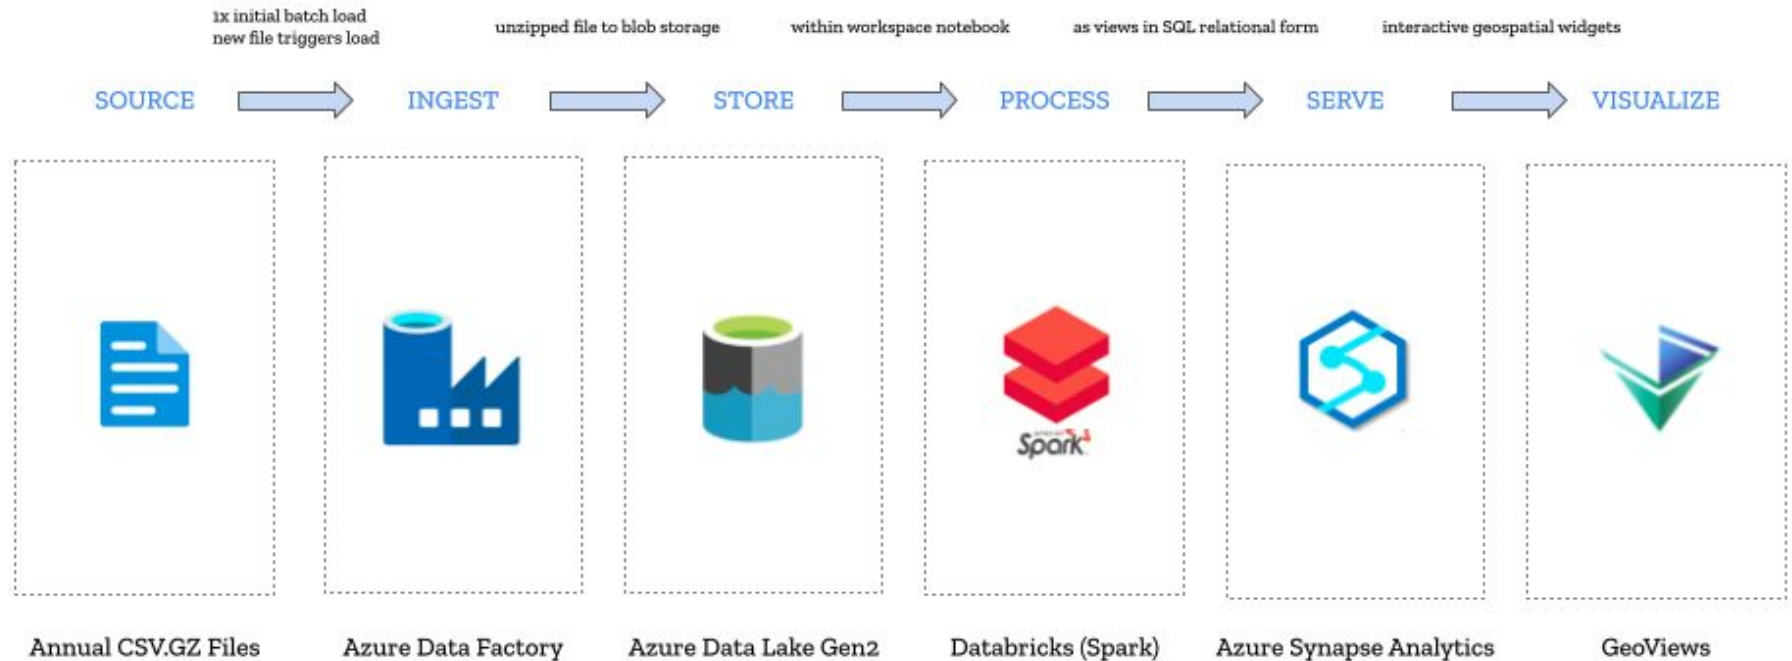 1x initial batch load
new file triggers load
unzipped file to blob storage
within workspace notebook
as views in SQL relational form
interactive geospatial widgets
SOURCE
INGEST
STORE
PROCESS
SERVE
VISUALIZE
APACHE
Spark
Annual CSV.GZ Files
Azure Data Factory
Azure Data Lake Gen2
Databricks (Spark)
Azure Synapse Analytics
GeoViews